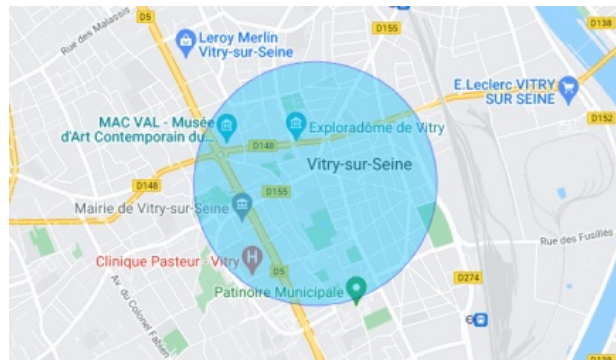 D138
D5
D155
Rue des Malassis
Leroy Merlin
Vitry-sur-Seine
E.Leclerc VITRY
SUR SEINE
D152
MAC VAL - Musée
d'Art Contemporain du...
Exploradôme de Vitry
D148
Vitry-sur-Seine
D148
D155
Mairie de Vitry-sur-Seine
Rue des Fusillés
Clinique Pasteur - Vitry
H
D5
D274
Av. du Colonel Fabien
Patinoire Municipale